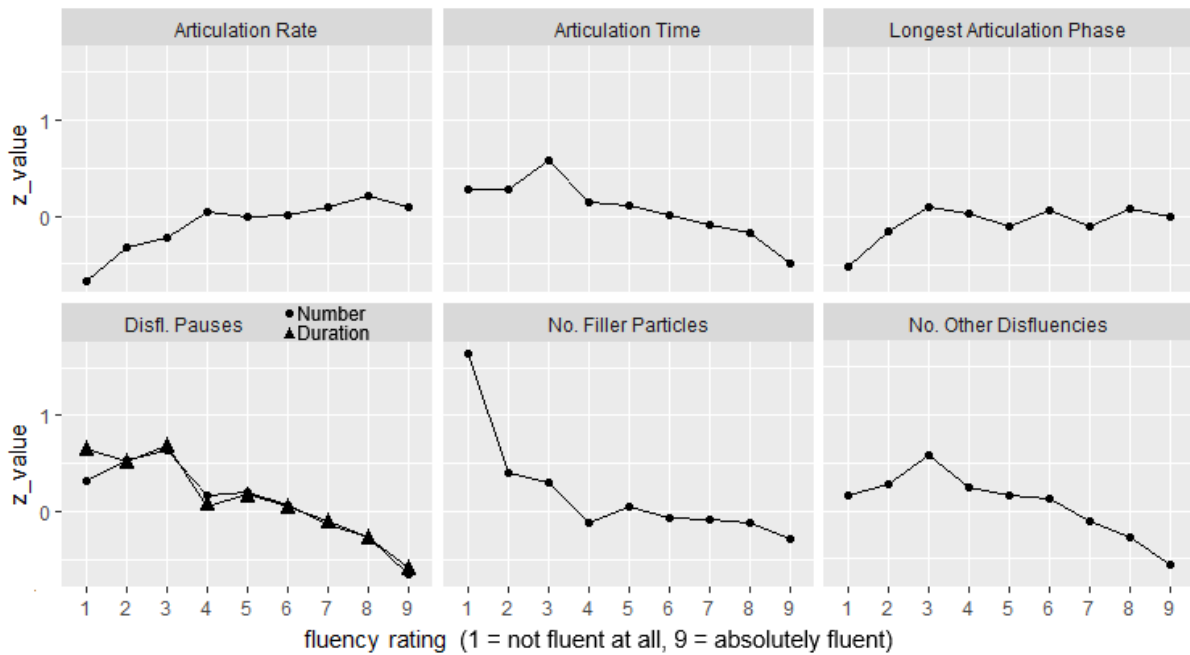 Articulation Rate
Articulation Time
Longest Articulation Phase
z_value
1
0
Disfl. Pauses
Number
Duration
No. Filler Particles
No. Other Disfluencies
z_value
1
0
1 2 3 4 5 6 7 8 9
1 2 3 4 5 6 7 8 9
1 2 3 4 5 6 7 8 9
fluency rating (1 = not fluent at all, 9 = absolutely fluent)